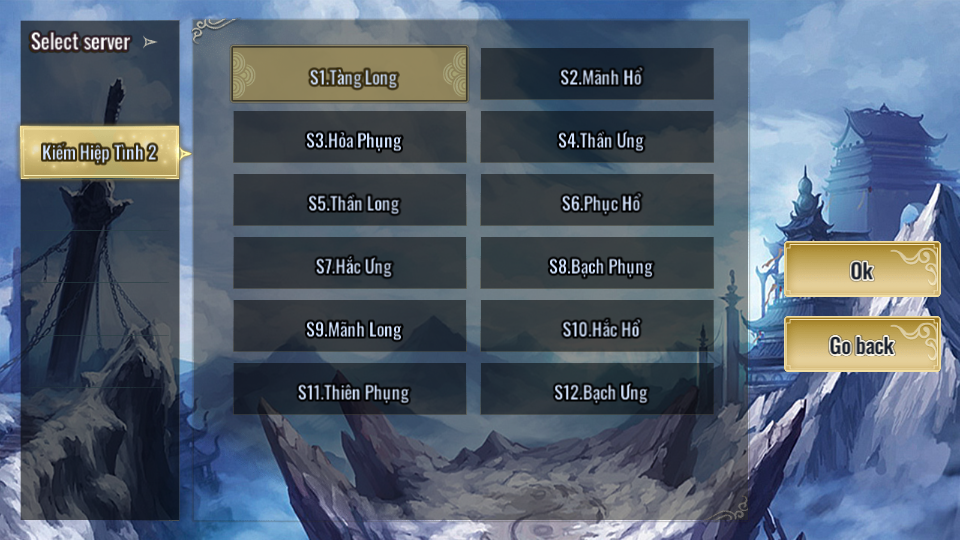 Select server
Kiếm Hiệp Tình 2
S1.Tàng Long
S2.Mãnh Hổ
S3.Hỏa Phụng
S4.Thần Ưng
S5.Thần Long
S6.Phục Hổ
S7.Hắc Ưng
S8.Bạch Phụng
S9.Mãnh Long
S10.Hắc Hổ
S11.Thiên Phụng
S12.Bạch Ưng
Ok
Go back